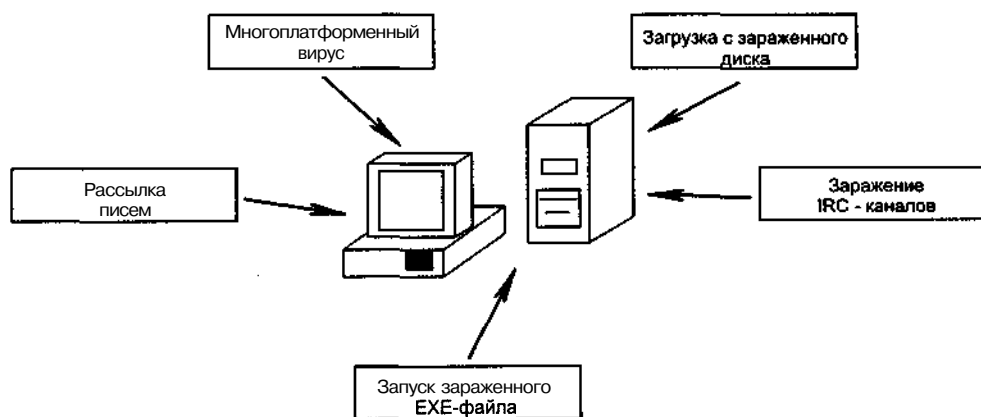 Многоплатформенный
вирус
Загрузка с зараженного
диска
Рассылка
писем
Заражение
IRC - каналов
Запуск зараженного
EXE-файла